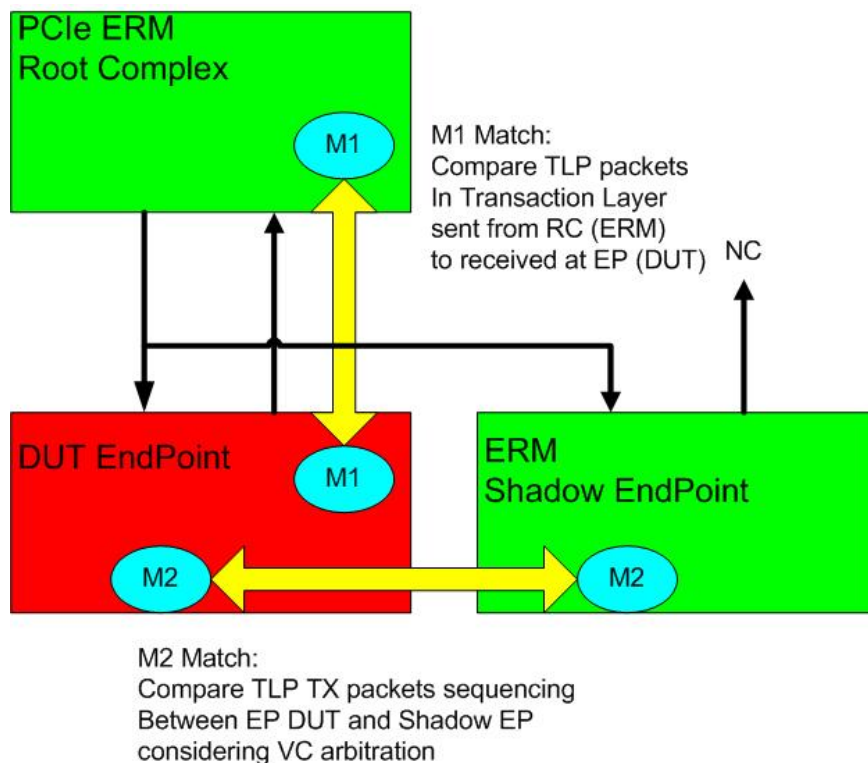 PCIe ERM
Root Complex
M1
M1 Match:
Compare TLP packets
In Transaction Layer
sent from RC (ERM)
to received at EP (DUT)
NC
DUT EndPoint
M1
M2
ERM
Shadow EndPoint
M2
M2 Match:
Compare TLP TX packets sequencing
Between EP DUT and Shadow EP
considering VC arbitration